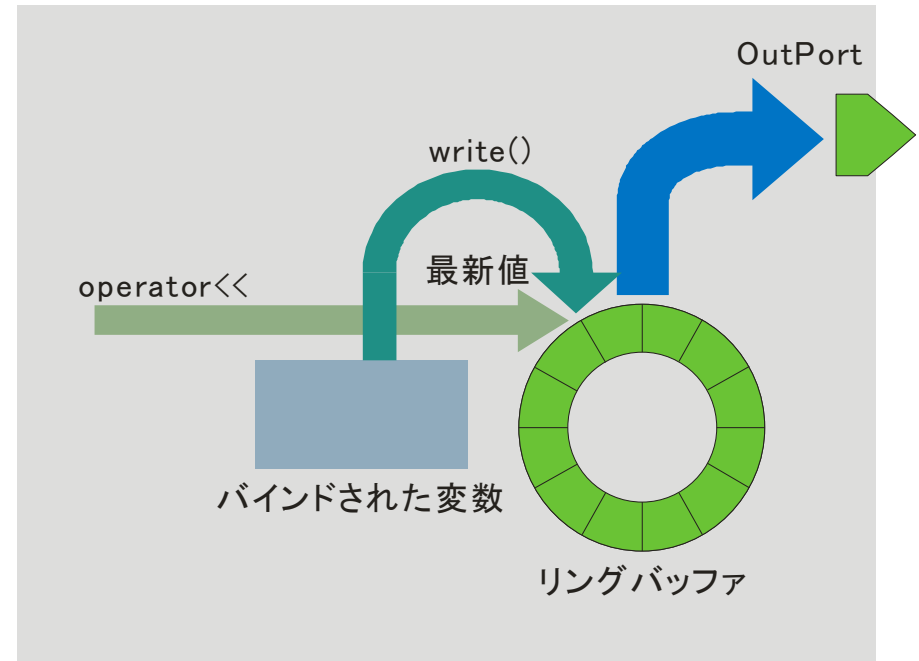 OutPort
write()
最新値
operator<<
バインドされた変数
リングバッファ